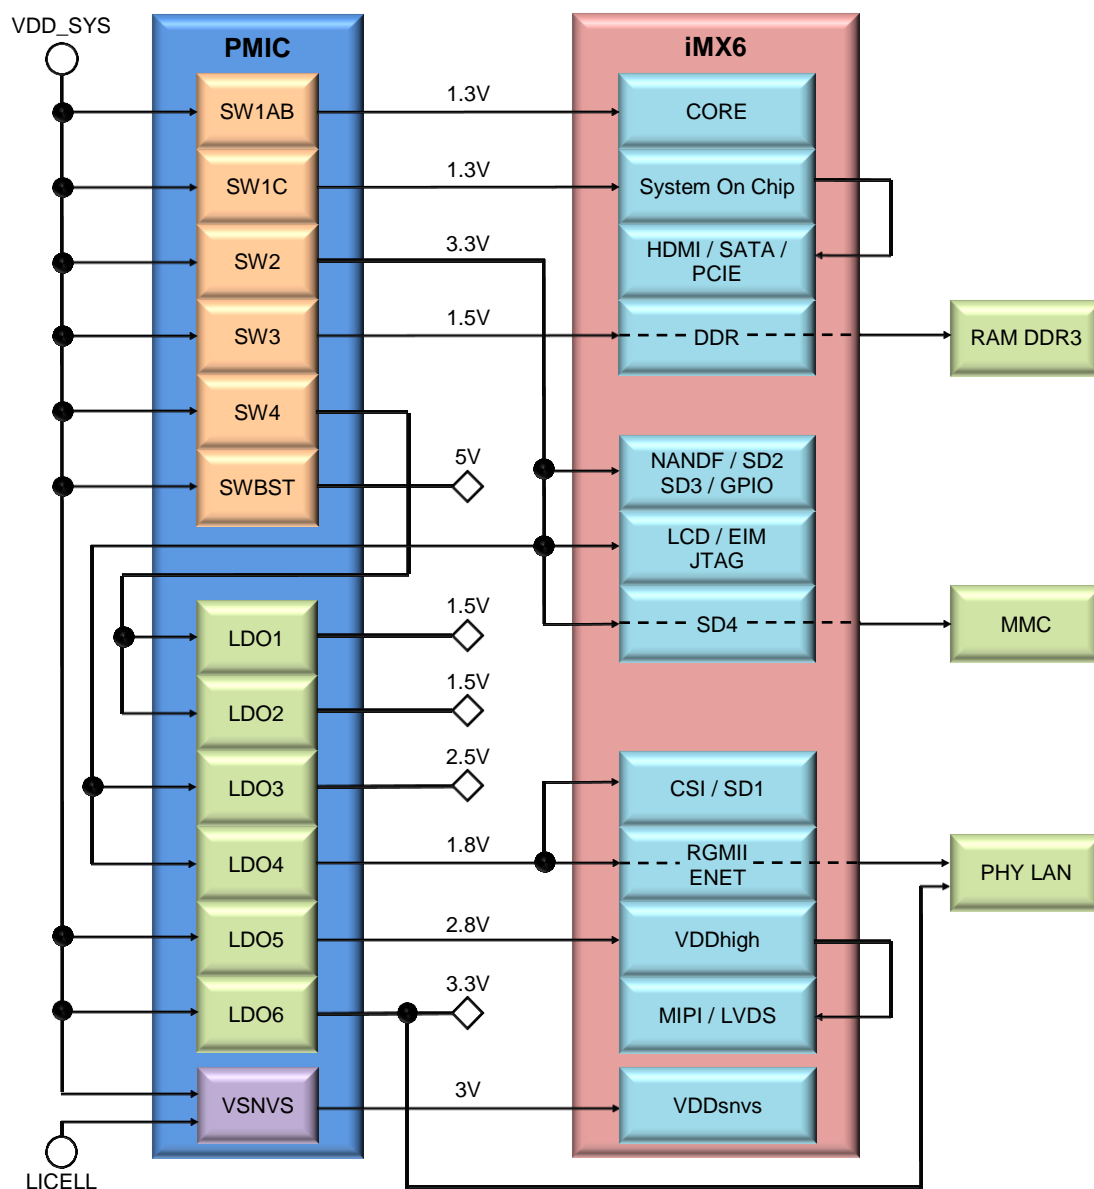 VDD_SYS
PMIC
iMX6
SW1AB
1.3V
CORE
SW1C
1.3V
System On Chip
SW2
3.3V
HDMI / SATA /
PCIE
SW3
1.5V
DDR
RAM DDR3
SW4
SWBST
5V
NANDF / SD2
SD3 / GPIO
LCD / EIM
JTAG
LDO1
1.5V
SD4
MMC
LDO2
1.5V
LDO3
2.5V
CSI / SD1
LDO4
1.8V
RGMII
ENET
PHY LAN
LDO5
2.8V
VDDhigh
LDO6
3.3V
MIPI / LVDS
VSNVS
3V
VDDsnvs
LICELL